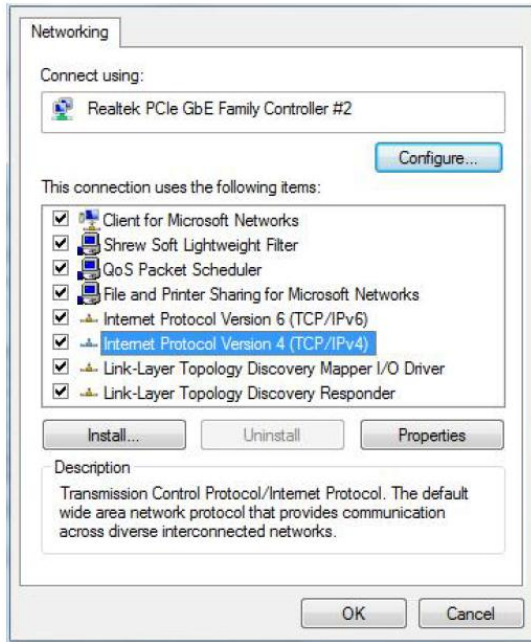 Networking
Connect using:
Realtek PCIe GbE Family Controller #2
Configure...
This connection uses the following items:
Client for Microsoft Networks
Shrew Soft Lightweight Filter
QoS Packet Scheduler
File and Printer Sharing for Microsoft Networks
Internet Protocol Version 6 (TCP/IPv6)
Internet Protocol Version 4 (TCP/IPv4)
Link-Layer Topology Discovery Mapper I/O Driver
Link-Layer Topology Discovery Responder
Install... Uninstall Properties
Description
Transmission Control Protocol/Internet Protocol. The default
wide area network protocol that provides communication
across diverse interconnected networks.
OK Cancel